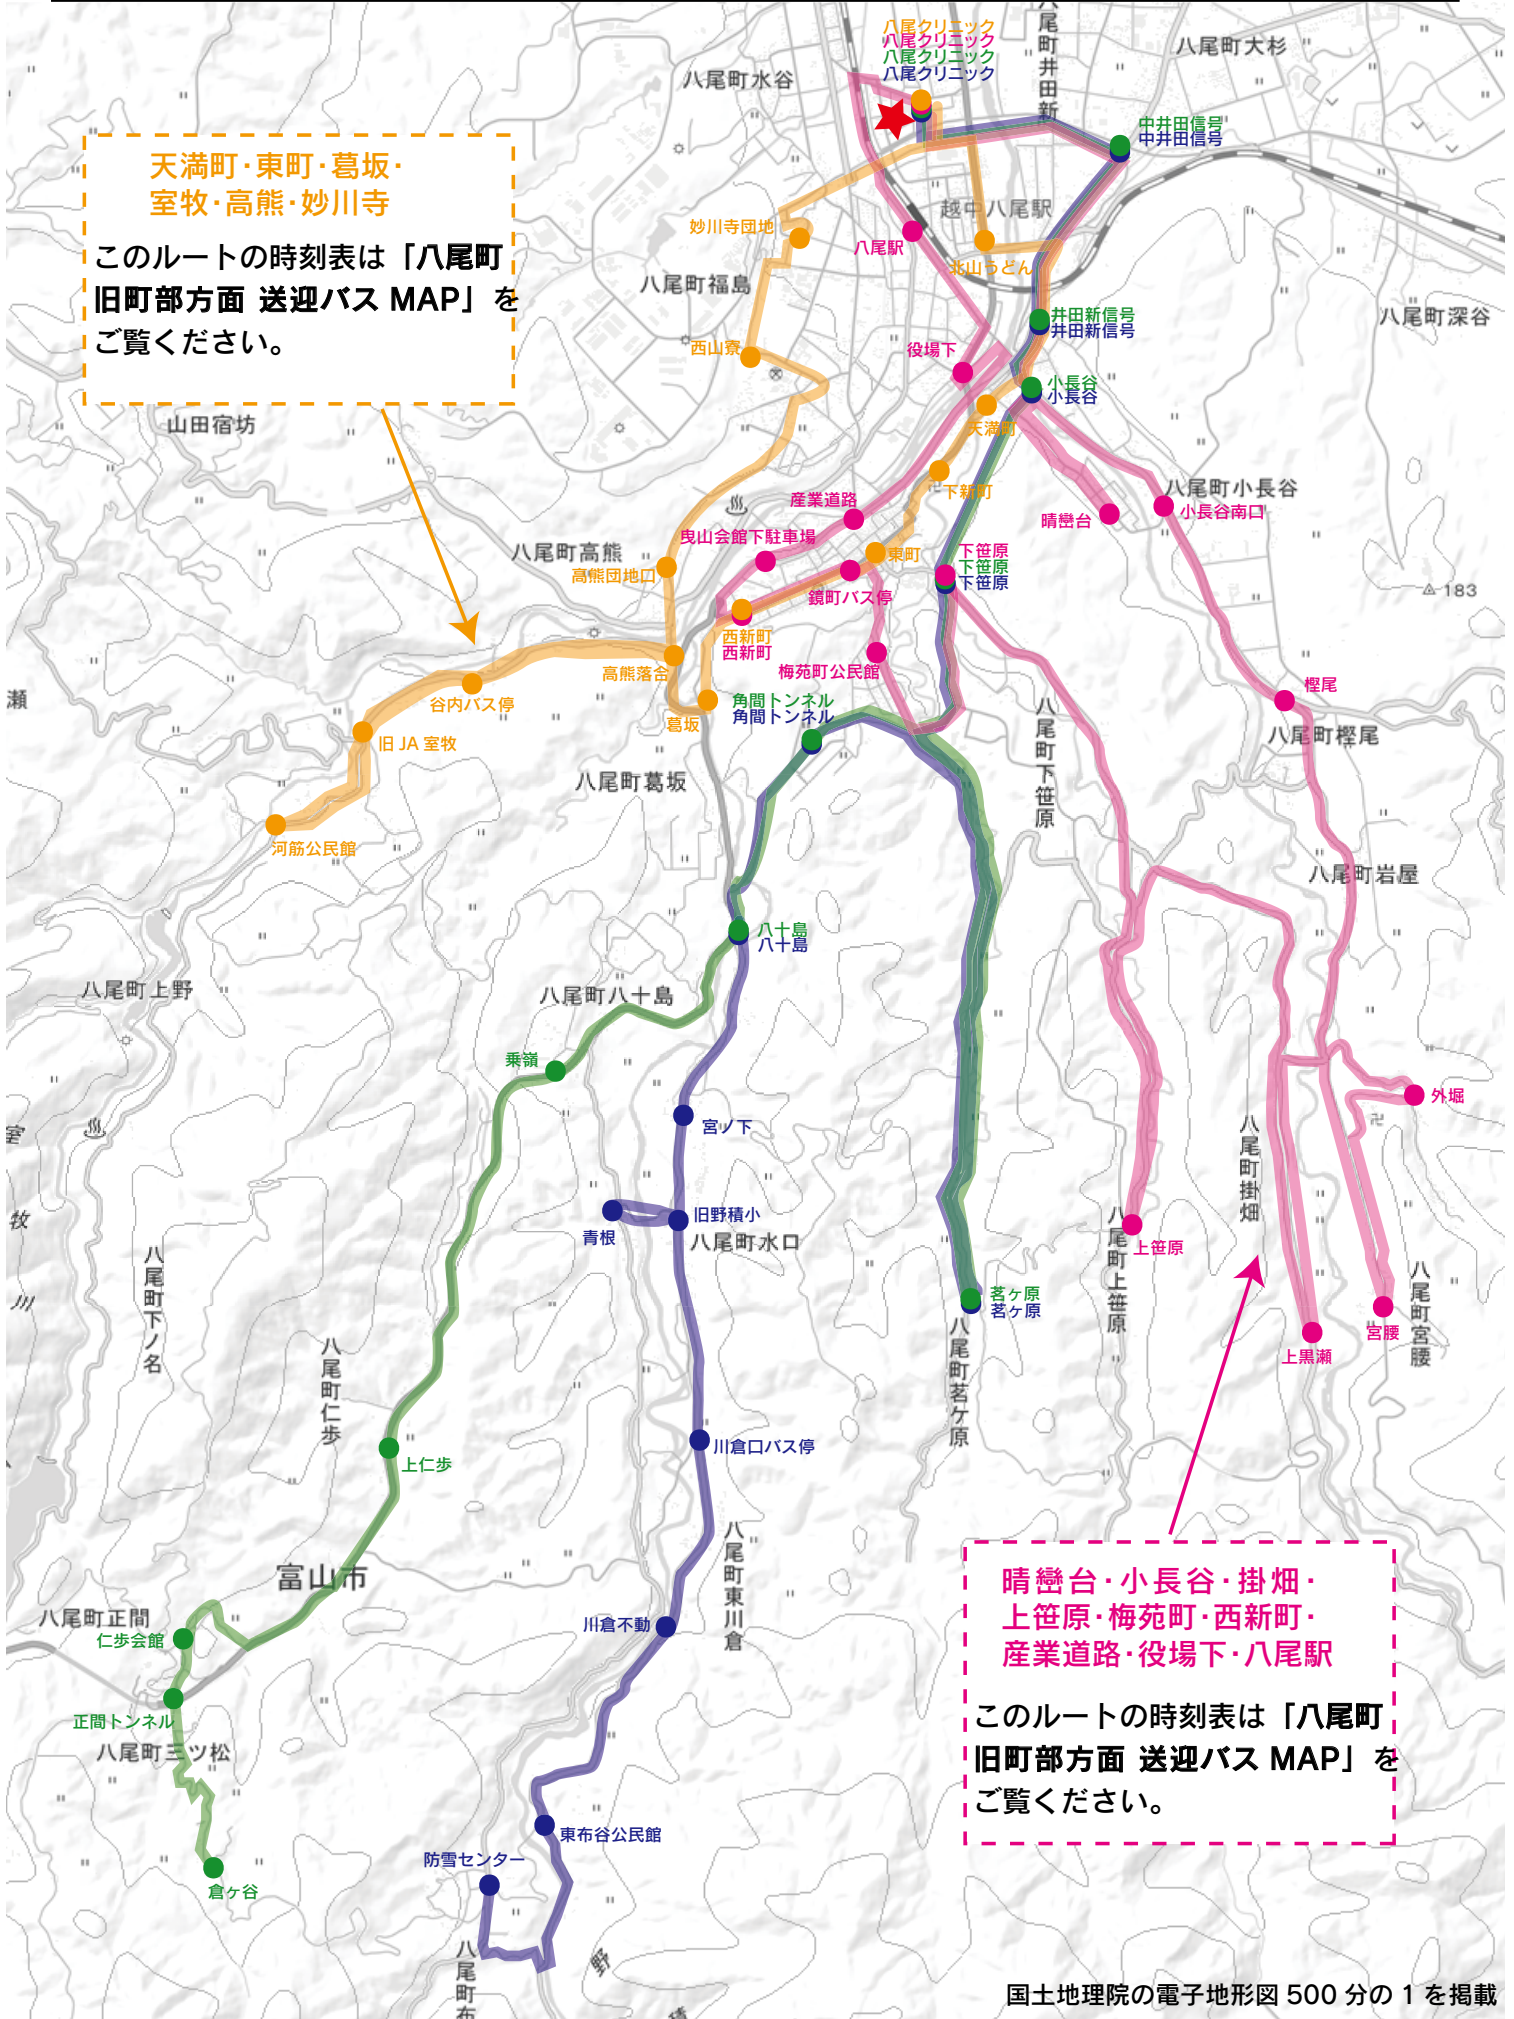 八尾クリニック
八尾クリニック
八尾クリニック
八尾クリニック
八尾町井田新
八尾町大杉
八尾町水谷
中井田信号
中井田信号
天満町・東町・葛坂・
室牧・高熊・妙川寺
このルートの時刻表は「八尾町
旧町部方面 送迎バス MAP」を
ご覧ください。
越中八尾駅
妙川寺団地
八尾駅
北山うどん
八尾町福島
井田新信号
井田新信号
八尾町深谷
西山寮
役場下
小長谷
小長谷
山田宿坊
天満町
下新町
八尾町小長谷
小長谷南口
晴巒台
産業道路
曳山会館下駐車場
八尾町高熊
高熊団地口
東町
下笹原
下笹原
下笹原
鏡町バス停
183
西新町
西新町
梅苑町公民館
高熊落合
瀬
谷内バス停
葛坂
角間トンネル
角間トンネル
樫尾
八尾町樫尾
旧 JA 室牧
八尾町下笹原
八尾町葛坂
河筋公民館
八尾町岩屋
八十島
八十島
八尾町上野
八尾町八十島
乗嶺
外堀
宮ノ下
室
牧
川
八尾町掛畑
旧野積小
青根
八尾町水口
八尾町上笹原
上笹原
八尾町下ノ名
茗ヶ原
茗ヶ原
八尾町茗ケ原
八尾町宮腰
宮腰
上黒瀬
八尾町仁歩
川倉口バス停
上仁歩
八尾町東川倉
富山市
八尾町正間
仁歩会館
川倉不動
晴巒台・小長谷・掛畑・
上笹原・梅苑町・西新町・
産業道路・役場下・八尾駅
このルートの時刻表は「八尾町
旧町部方面 送迎バス MAP」を
ご覧ください。
正間トンネル
八尾町三ツ松
東布谷公民館
防雪センター
倉ヶ谷
八尾町布
野
積
国土地理院の電子地形図 500 分の 1 を掲載